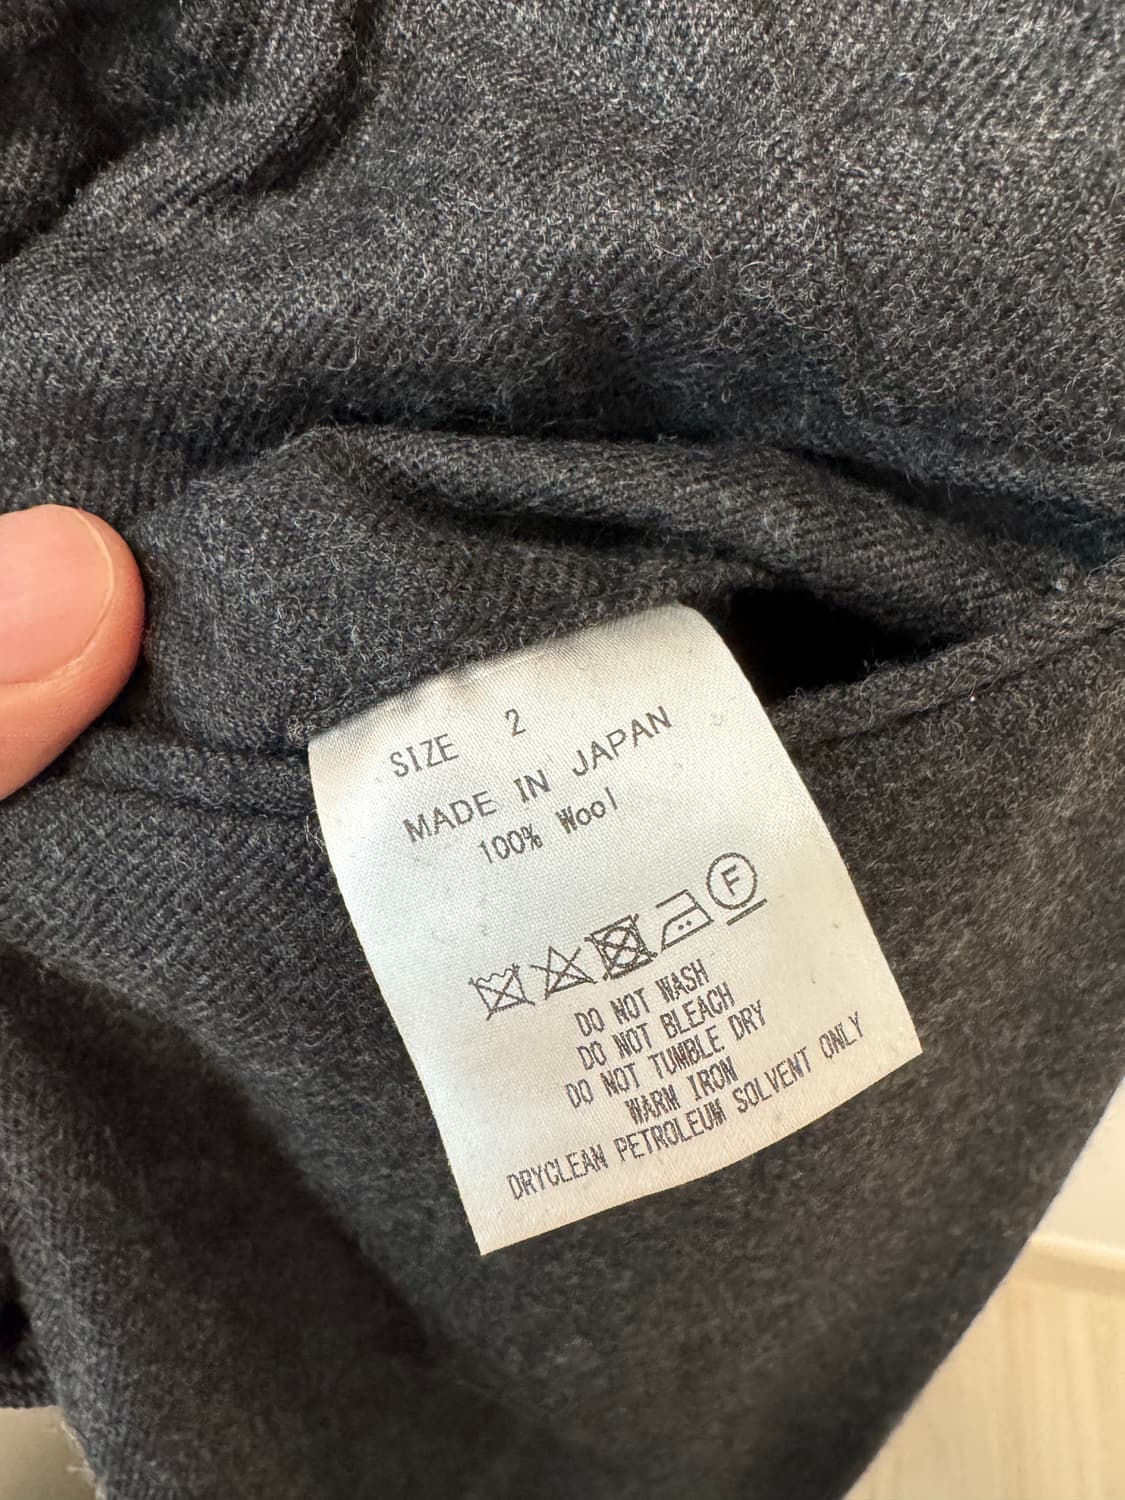 SIZE 2
MADE IN JAPAN
100% Wool
F
DO NOT WASH
DO NOT BLEACH
DO NOT TUMBLE DRY
WARM IRON
DRYCLEAN PETROLEUM SOLVENT ONLY